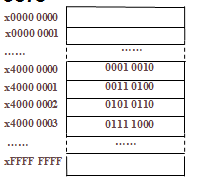 x0000 0000
x0000 0001
…… ……
x4000 0000 0001 0010
x4000 0001 0011 0100
x4000 0002 0101 0110
x4000 0003 0111 1000
…… ……
xFFFF FFFF